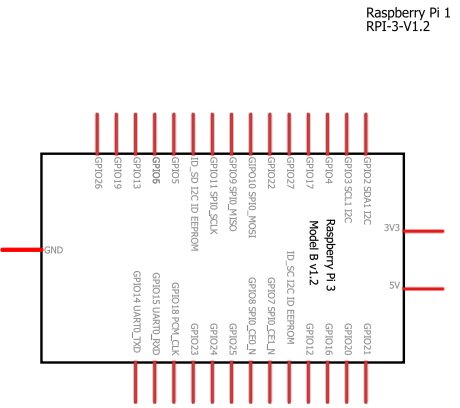 Raspberry Pi 1
RPI-3-V1.2
GPIO26
GPIO19
GPIO13
GPIO6
GPIO5
ID_SD I2C ID EEPROM
GPIO11 SPI0_SCLK
GPIO9 SPI0_MISO
GIPO10 SPI0_MOSI
GPIO22
GPIO27
GPIO17
GPIO4
GPIO3 SCL1 I2C
GPIO2 SDA1 I2C
Raspberry Pi 3
Model B v1.2
3V3
GND
5V
GPIO14 UART0_TXD
GPIO15 UART0_RXD
GPIO18 PCM_CLK
GPIO23
GPIO24
GPIO25
GPIO8 SPI0_CE0_N
GPIO7 SPI0_CE1_N
ID_SC I2C ID EEPROM
GPIO12
GPIO16
GPIO20
GPIO21